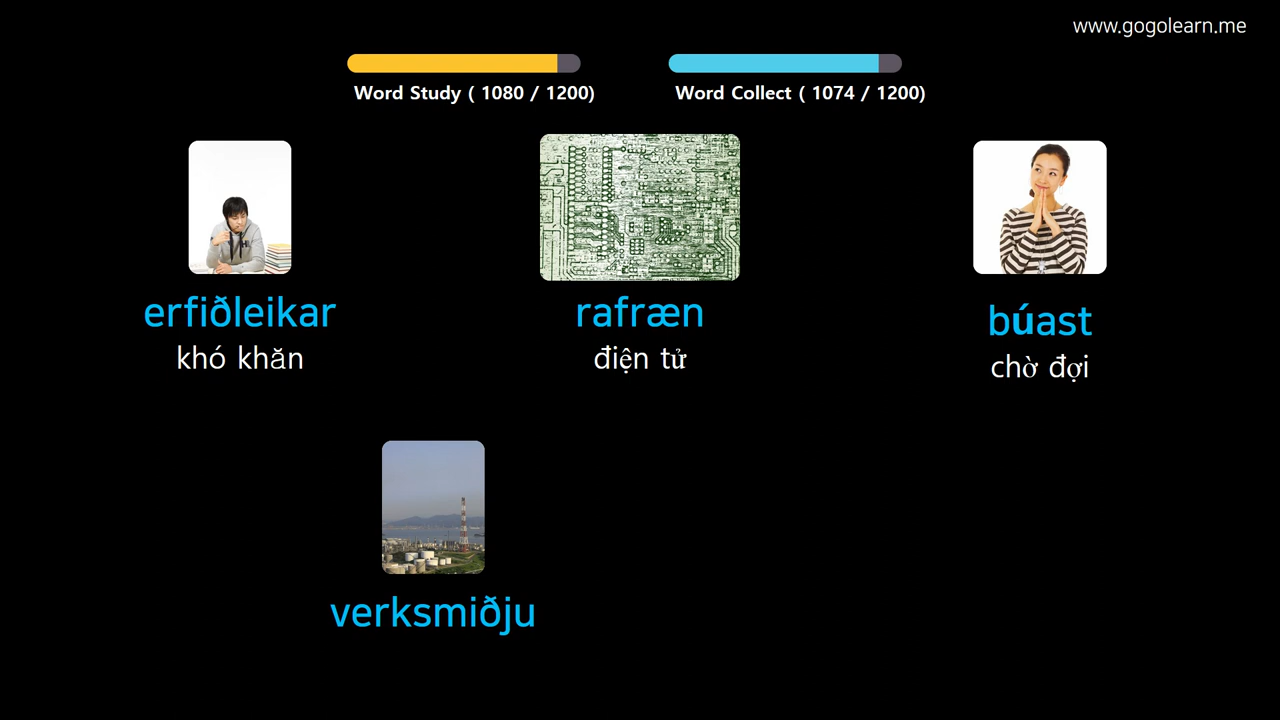 www.gogolearn.me
Word Study ( 1080 / 1200)
Word Collect ( 1074 / 1200)
erfiðleikar
khó khăn
rafræn
điện tử
búast
chờ đợi
verksmiðju